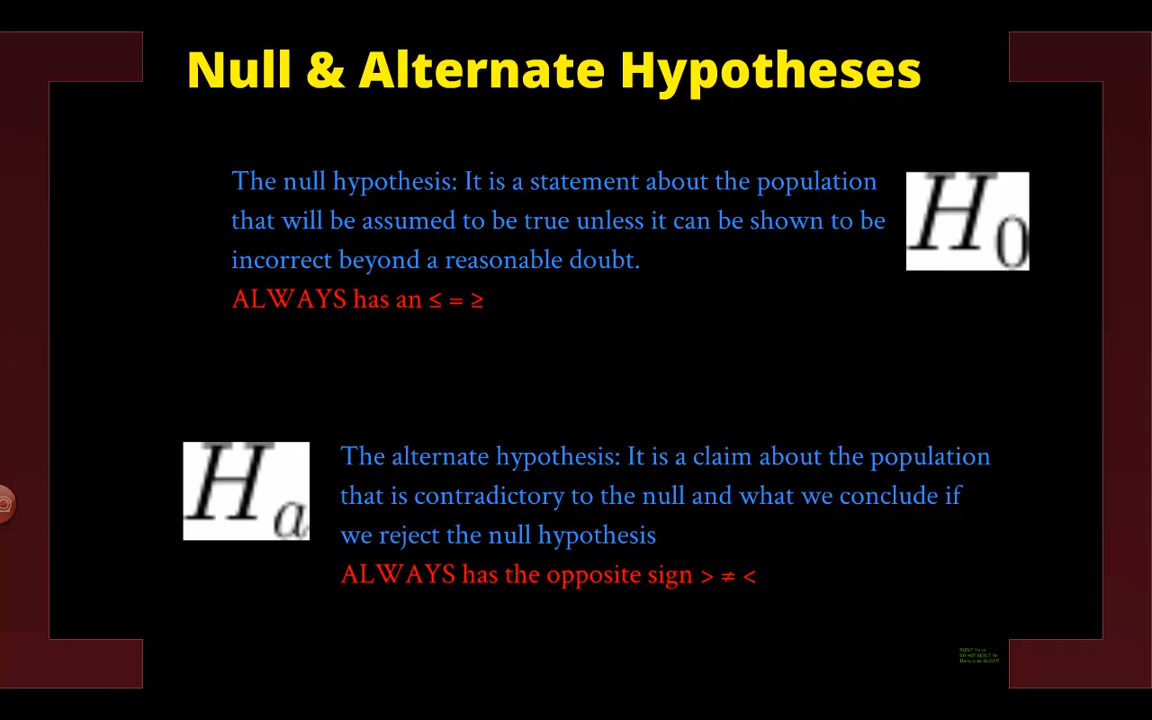 Null & Alternate Hypotheses
The null hypothesis: It is a statement about the population
that will be assumed to be true unless it can be shown to be
incorrect beyond a reasonable doubt.
ALWAYS has an ≤ = ≥
H₀
The alternate hypothesis: It is a claim about the population
that is contradictory to the null and what we conclude if
we reject the null hypothesis
ALWAYS has the opposite sign > ≠ <
Hₐ